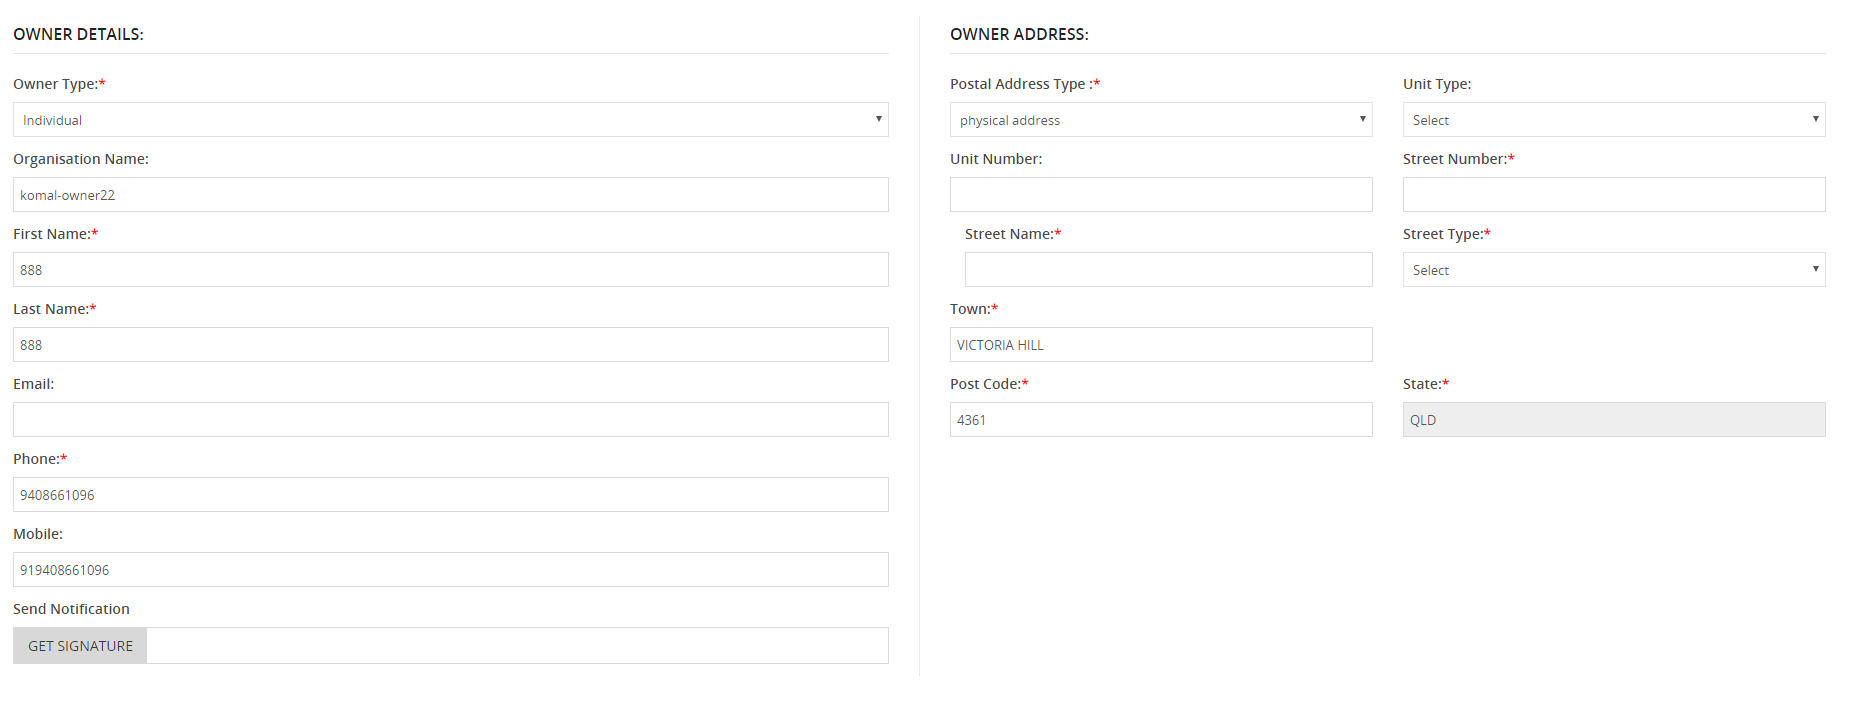 OWNER DETAILS:
Owner Type:*
Individual
Organisation Name:
komal-owner22
First Name:*
888
Last Name:*
888
Email:
Phone:*
9408661096
Mobile:
919408661096
Send Notification
GET SIGNATURE
OWNER ADDRESS:
Postal Address Type :*
physical address
Unit Type:
Select
Unit Number:
Street Number:*
Street Name:*
Street Type:*
Select
Town:*
VICTORIA HILL
Post Code:*
4361
State:*
QLD